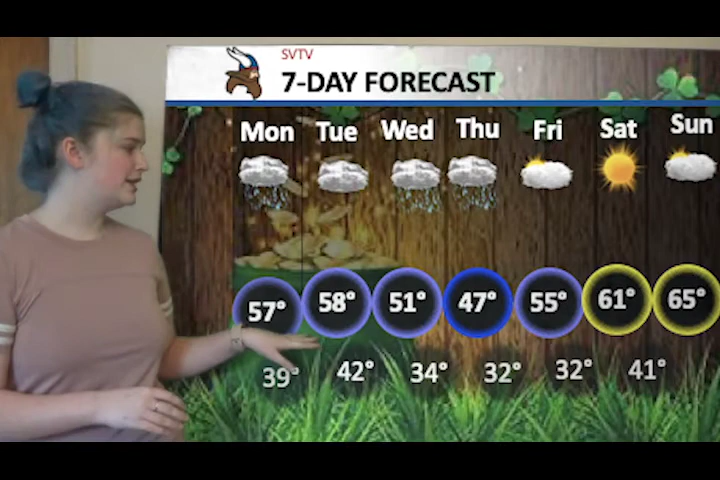 SVTV
7-DAY FORECAST
Mon Tue Wed Thu Fri Sat Sun
57° 58° 51° 47° 55° 61° 65°
39° 42° 34° 32° 32° 41°